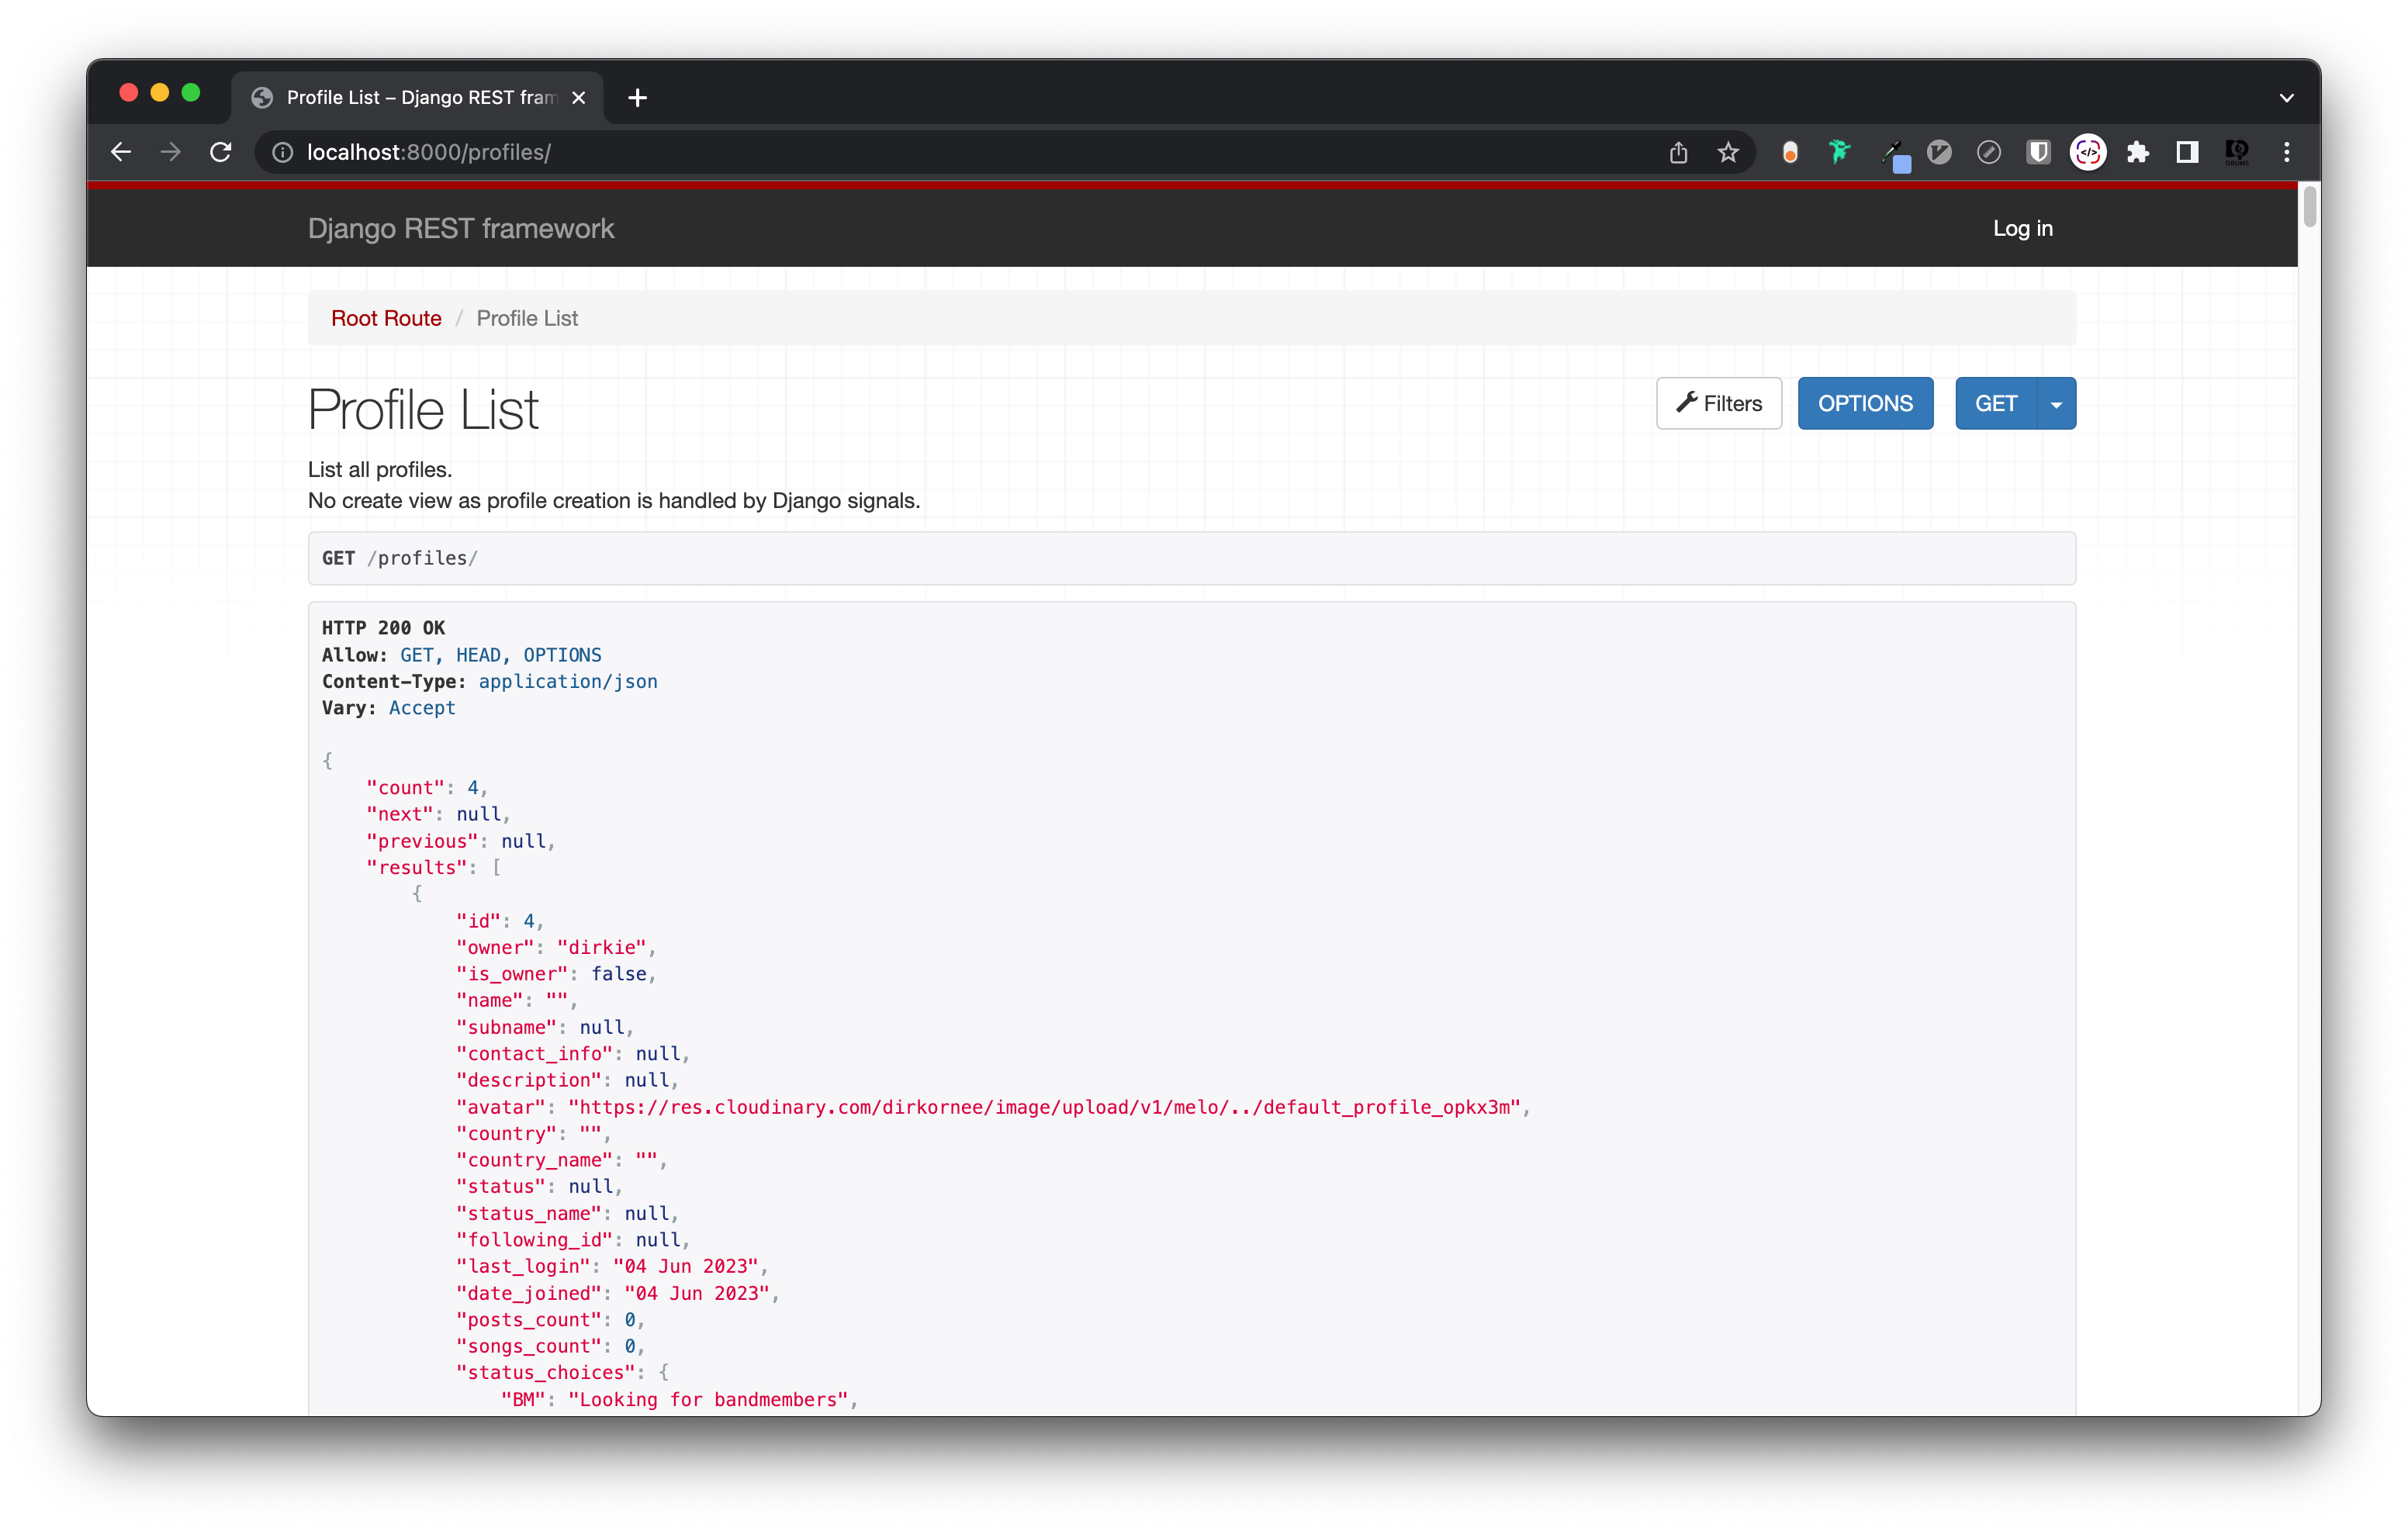 Profile List – Django REST fram
localhost:8000/profiles/
Django REST framework
Log in
Root Route / Profile List
Profile List
Filters
OPTIONS
GET
List all profiles.
No create view as profile creation is handled by Django signals.
GET /profiles/
HTTP 200 OK
Allow: GET, HEAD, OPTIONS
Content-Type: application/json
Vary: Accept
{
    "count": 4,
    "next": null,
    "previous": null,
    "results": [
        {
            "id": 4,
            "owner": "dirkie",
            "is_owner": false,
            "name": "",
            "subname": null,
            "contact_info": null,
            "description": null,
            "avatar": "https://res.cloudinary.com/dirkornee/image/upload/v1/melo/../default_profile_opkx3m",
            "country": "",
            "country_name": "",
            "status": null,
            "status_name": null,
            "following_id": null,
            "last_login": "04 Jun 2023",
            "date_joined": "04 Jun 2023",
            "posts_count": 0,
            "songs_count": 0,
            "status_choices": {
                "BM": "Looking for bandmembers",